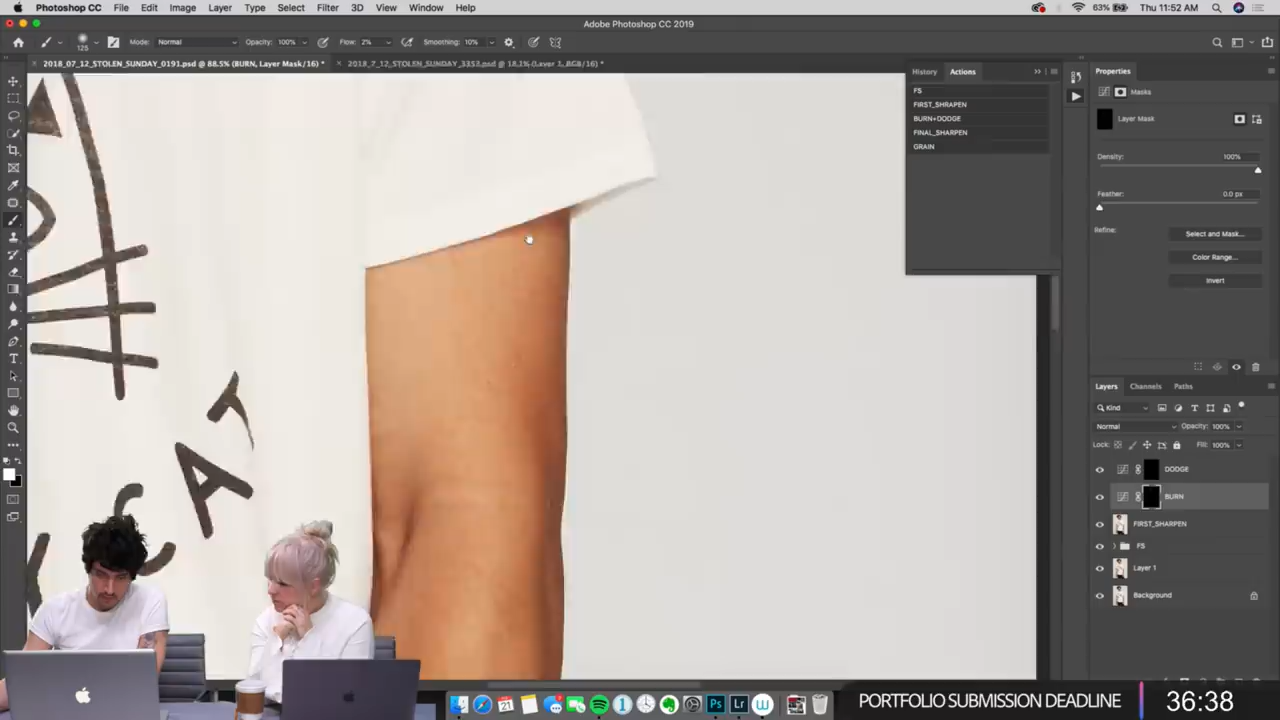 Photoshop CC File Edit Image Layer Type Select Filter 3D View Window Help 63% Thu 11:52 AM
Adobe Photoshop CC 2019
125 Mode: Normal Opacity: 100% Flow: 2% Smoothing: 10%
2018_07_12_STOLEN_SUNDAY_0191.psd @ 88.5% (BURN, Layer Mask/16) * 2018_7_12_STOLEN_SUNDAY_3353.psd @ 18.1% (Layer 1, RGB/16) *
History Actions
FS
FIRST_SHRAPEN
BURN+DODGE
FINAL_SHARPEN
GRAIN
Properties
Masks
Layer Mask
Density: 100%
Feather: 0.0 px
Refine: Select and Mask...
Color Range...
Invert
Layers Channels Paths
Kind
Normal Opacity: 100%
Lock: Fill: 100%
DODGE
BURN
FIRST_SHARPEN
FS
Layer 1
Background
CAT
PORTFOLIO SUBMISSION DEADLINE 36:38